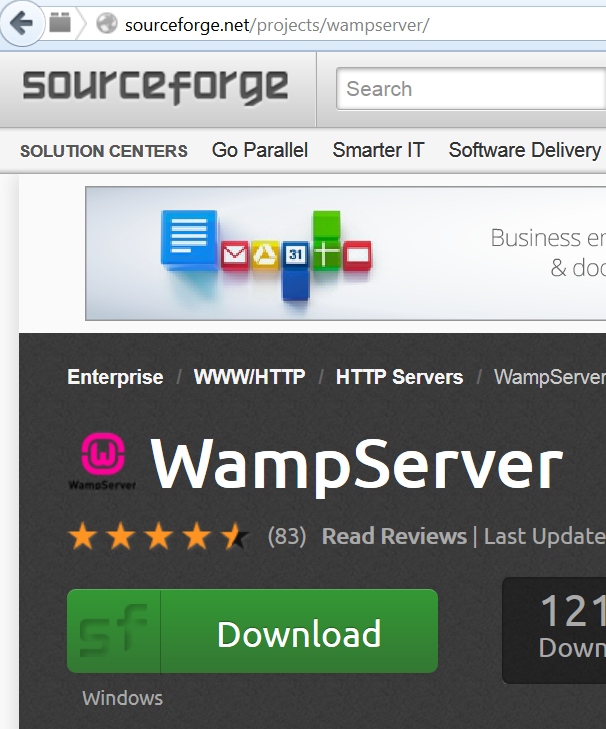 sourceforge.net/projects/wampserver/
sourceforge
Search
SOLUTION CENTERS Go Parallel Smarter IT Software Delivery
31
Business en
& doc
Enterprise / WWW/HTTP / HTTP Servers / WampServer
WampServer
WampServer
(83) Read Reviews | Last Update
sf Download
121
Down
Windows